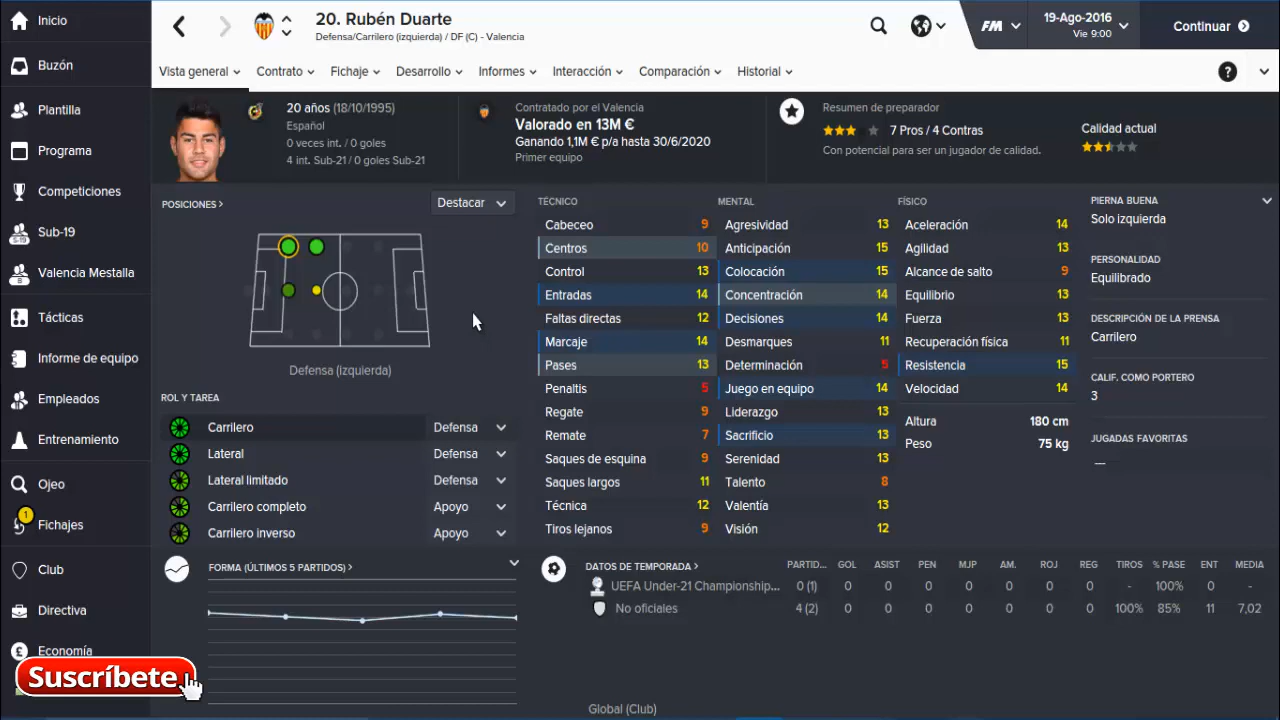 Inicio
Buzón
Plantilla
Programa
Competiciones
Sub-19
Valencia Mestalla
Tácticas
Informe de equipo
Empleados
Entrenamiento
Ojeo
1
Fichajes
Club
Directiva
Economía
Suscríbete
20. Rubén Duarte
Defensa/Carrilero (izquierda) / DF (C) - Valencia
FM
19-Ago-2016
Vie 9:00
Continuar
Vista general
Contrato
Fichaje
Desarrollo
Informes
Interacción
Comparación
Historial
?
20 años (18/10/1995)
Español
0 veces int. / 0 goles
4 int. Sub-21 / 0 goles Sub-21
Contratado por el Valencia
Valorado en 13M €
Ganando 1,1M € p/a hasta 30/6/2020
Primer equipo
Resumen de preparador
7 Pros / 4 Contras
Con potencial para ser un jugador de calidad.
Calidad actual
POSICIONES >
Destacar
Defensa (izquierda)
ROL Y TAREA
Carrilero Defensa
Lateral Defensa
Lateral limitado Defensa
Carrilero completo Apoyo
Carrilero inverso Apoyo
TÉCNICO
Cabeceo 9
Centros 10
Control 13
Entradas 14
Faltas directas 12
Marcaje 14
Pases 13
Penaltis 5
Regate 9
Remate 7
Saques de esquina 9
Saques largos 11
Técnica 12
Tiros lejanos 9
MENTAL
Agresividad 13
Anticipación 15
Colocación 15
Concentración 14
Decisiones 14
Desmarques 11
Determinación 5
Juego en equipo 14
Liderazgo 13
Sacrificio 13
Serenidad 13
Talento 8
Valentía 13
Visión 12
FÍSICO
Aceleración 14
Agilidad 13
Alcance de salto 9
Equilibrio 13
Fuerza 13
Recuperación física 11
Resistencia 15
Velocidad 14
Altura 180 cm
Peso 75 kg
PIERNA BUENA
Solo izquierda
PERSONALIDAD
Equilibrado
DESCRIPCIÓN DE LA PRENSA
Carrilero
CALIF. COMO PORTERO
3
JUGADAS FAVORITAS
---
FORMA (ÚLTIMOS 5 PARTIDOS) >
DATOS DE TEMPORADA > PARTID... GOL ASIST PEN MJP AM. ROJ REG TIROS % PASE ENT MEDIA
UEFA Under-21 Championship... 0 (1) 0 0 0 0 0 0 0 - 100% 0 -
No oficiales 4 (2) 0 0 0 0 0 0 0 100% 85% 11 7,02
Global (Club)